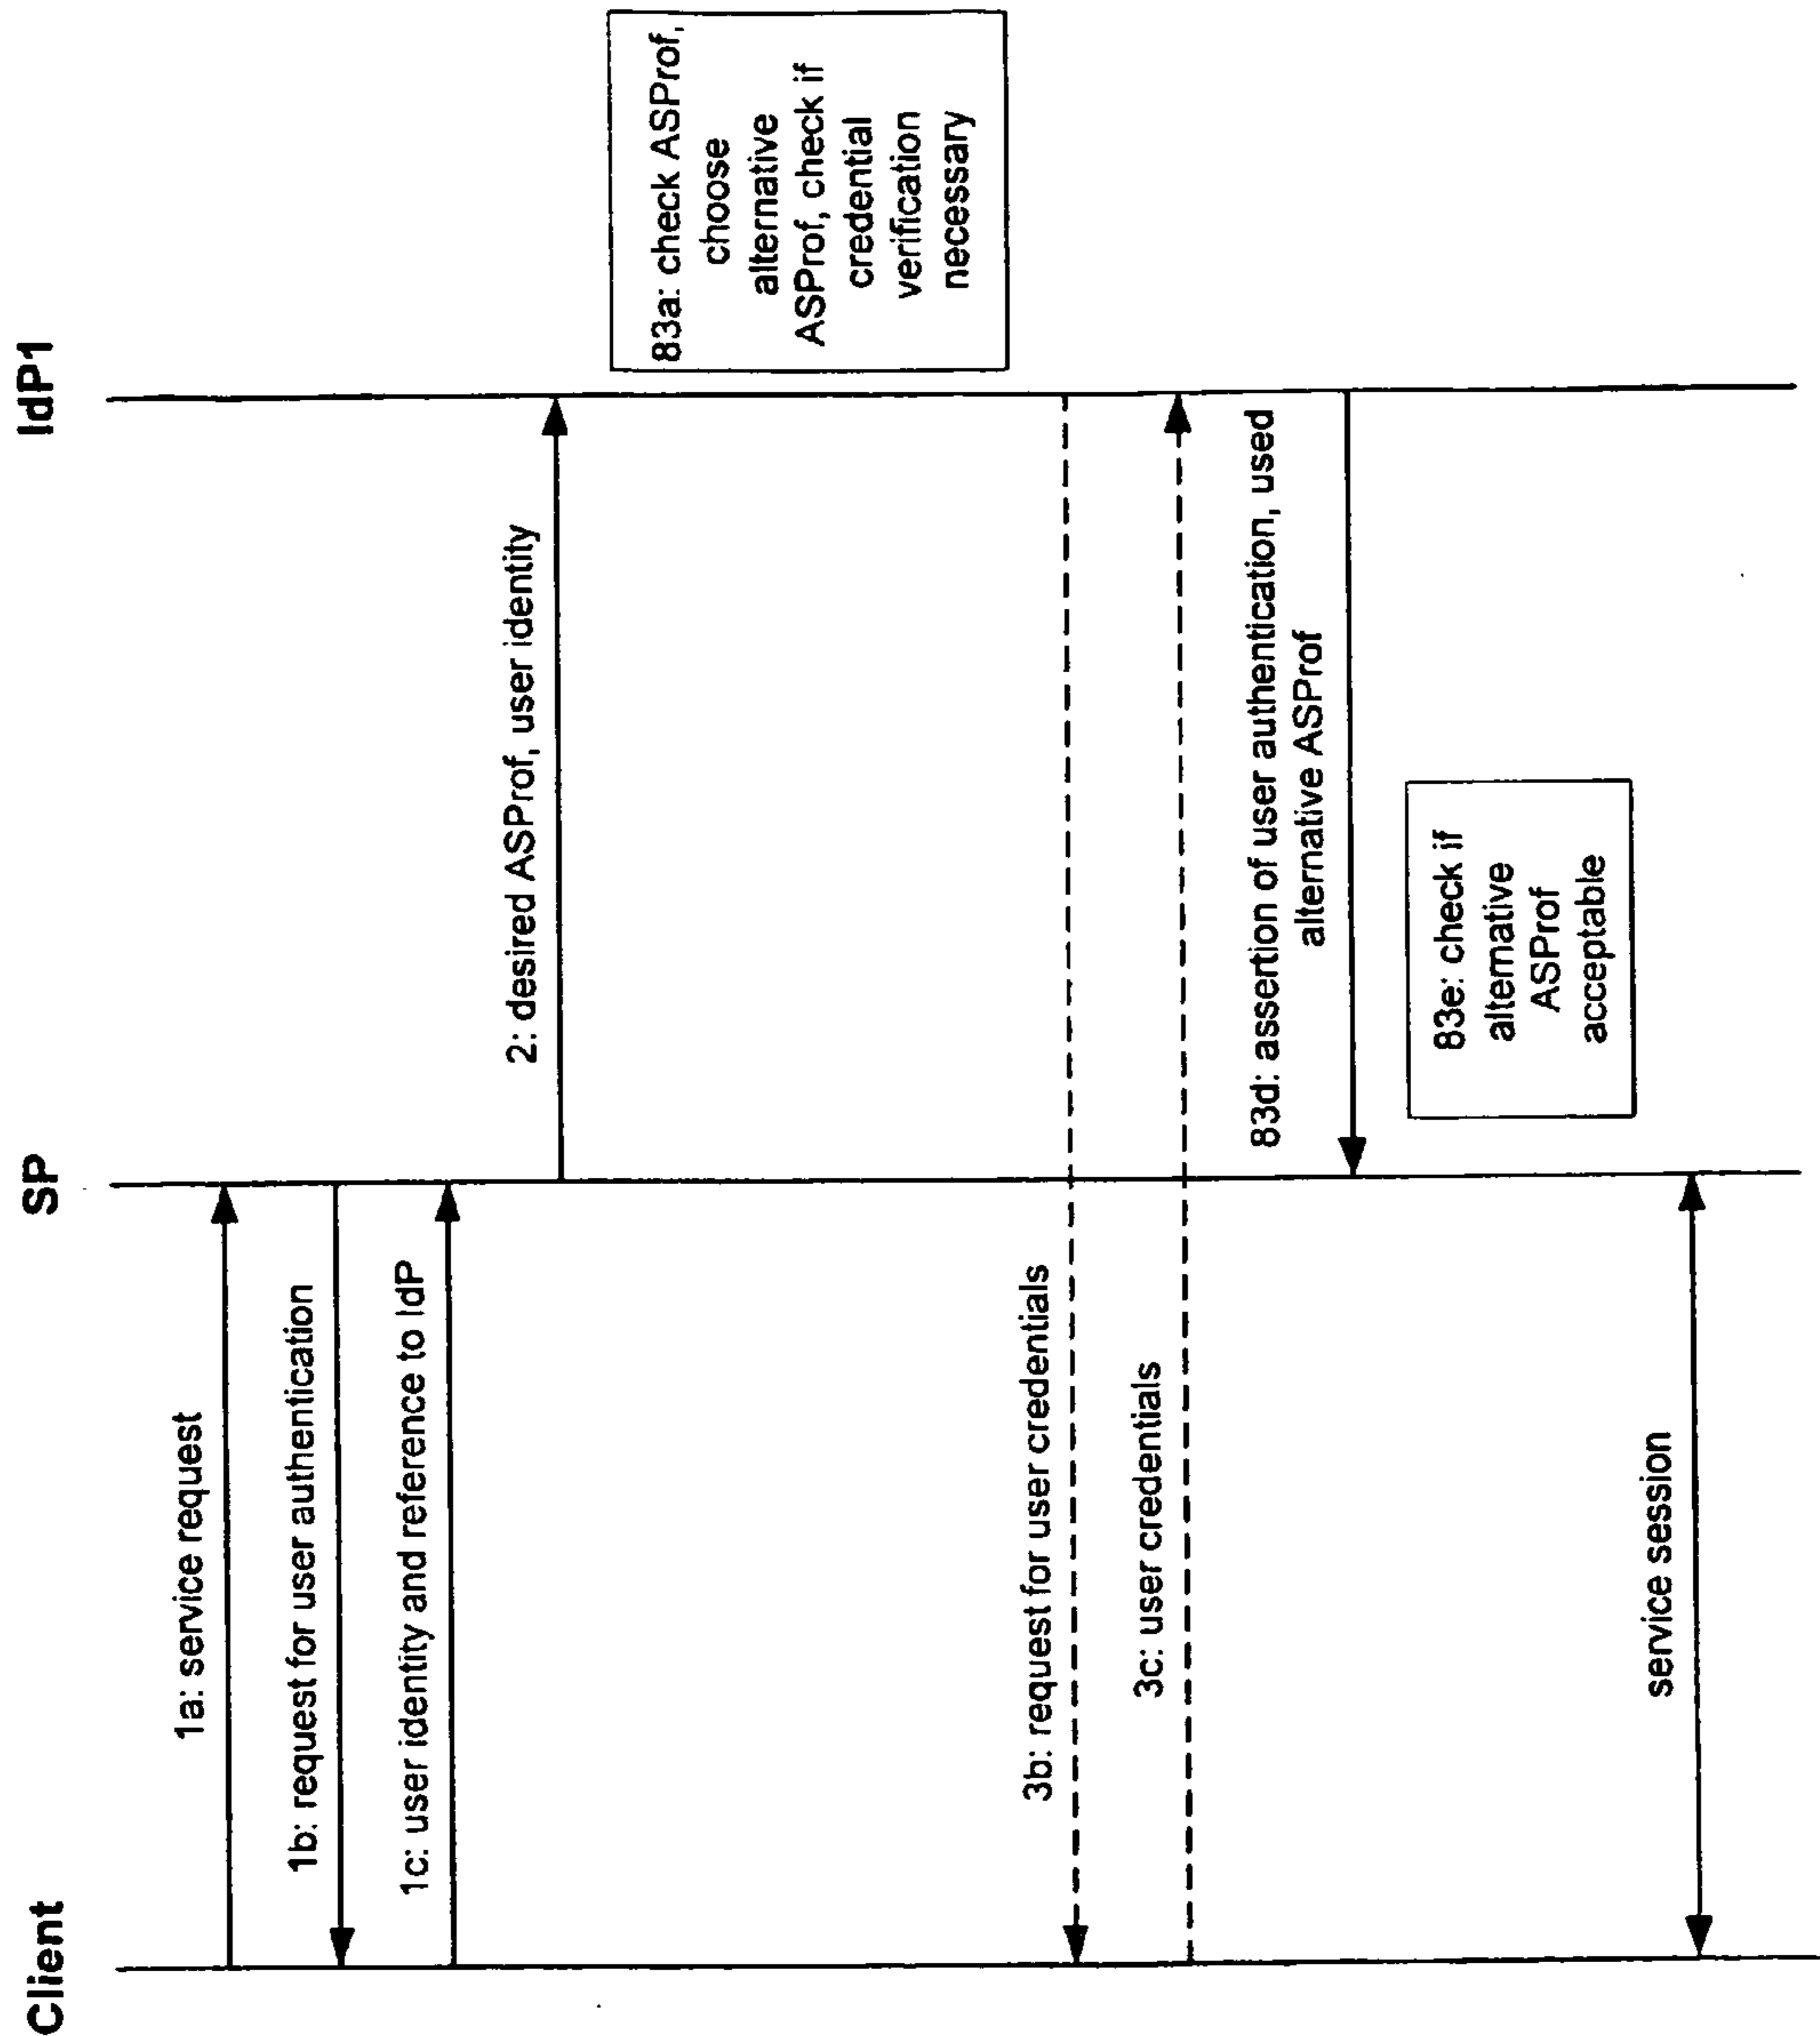 Client
SP
IdP1
1a: service request
1b: request for user authentication
1c: user identity and reference to IdP
2: desired ASProf, user identity
83a: check ASProf,
choose
alternative
ASProf, check if
credential
verification
necessary
3b: request for user credentials
3c: user credentials
83d: assertion of user authentication, used
alternative ASProf
83e: check if
alternative
ASProf
acceptable
service session